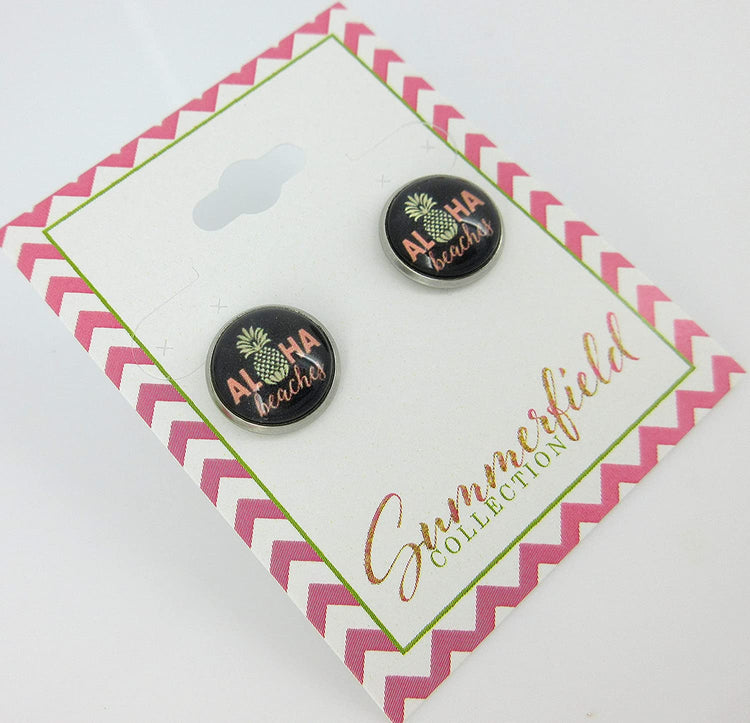 ALOHA
beaches
ALOHA
beaches
Summerfield
COLLECTION